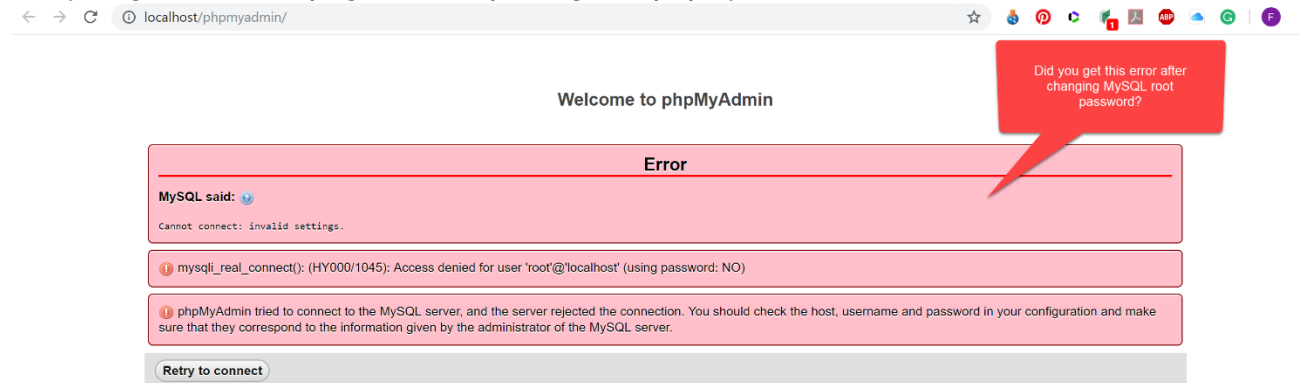 localhost/phpmyadmin/
1
ABP
G
F
Did you get this error after
changing MySQL root
password?
Welcome to phpMyAdmin
Error
MySQL said:
Cannot connect: invalid settings.
mysqli_real_connect(): (HY000/1045): Access denied for user 'root'@'localhost' (using password: NO)
phpMyAdmin tried to connect to the MySQL server, and the server rejected the connection. You should check the host, username and password in your configuration and make
sure that they correspond to the information given by the administrator of the MySQL server.
Retry to connect